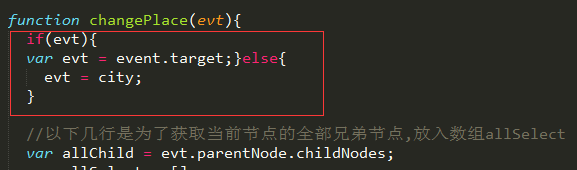 function changePlace(evt){
if(evt){
var evt = event.target;}else{
evt = city;
}
//以下几行是为了获取当前节点的全部兄弟节点,放入数组allSelect
var allChild = evt.parentNode.childNodes;